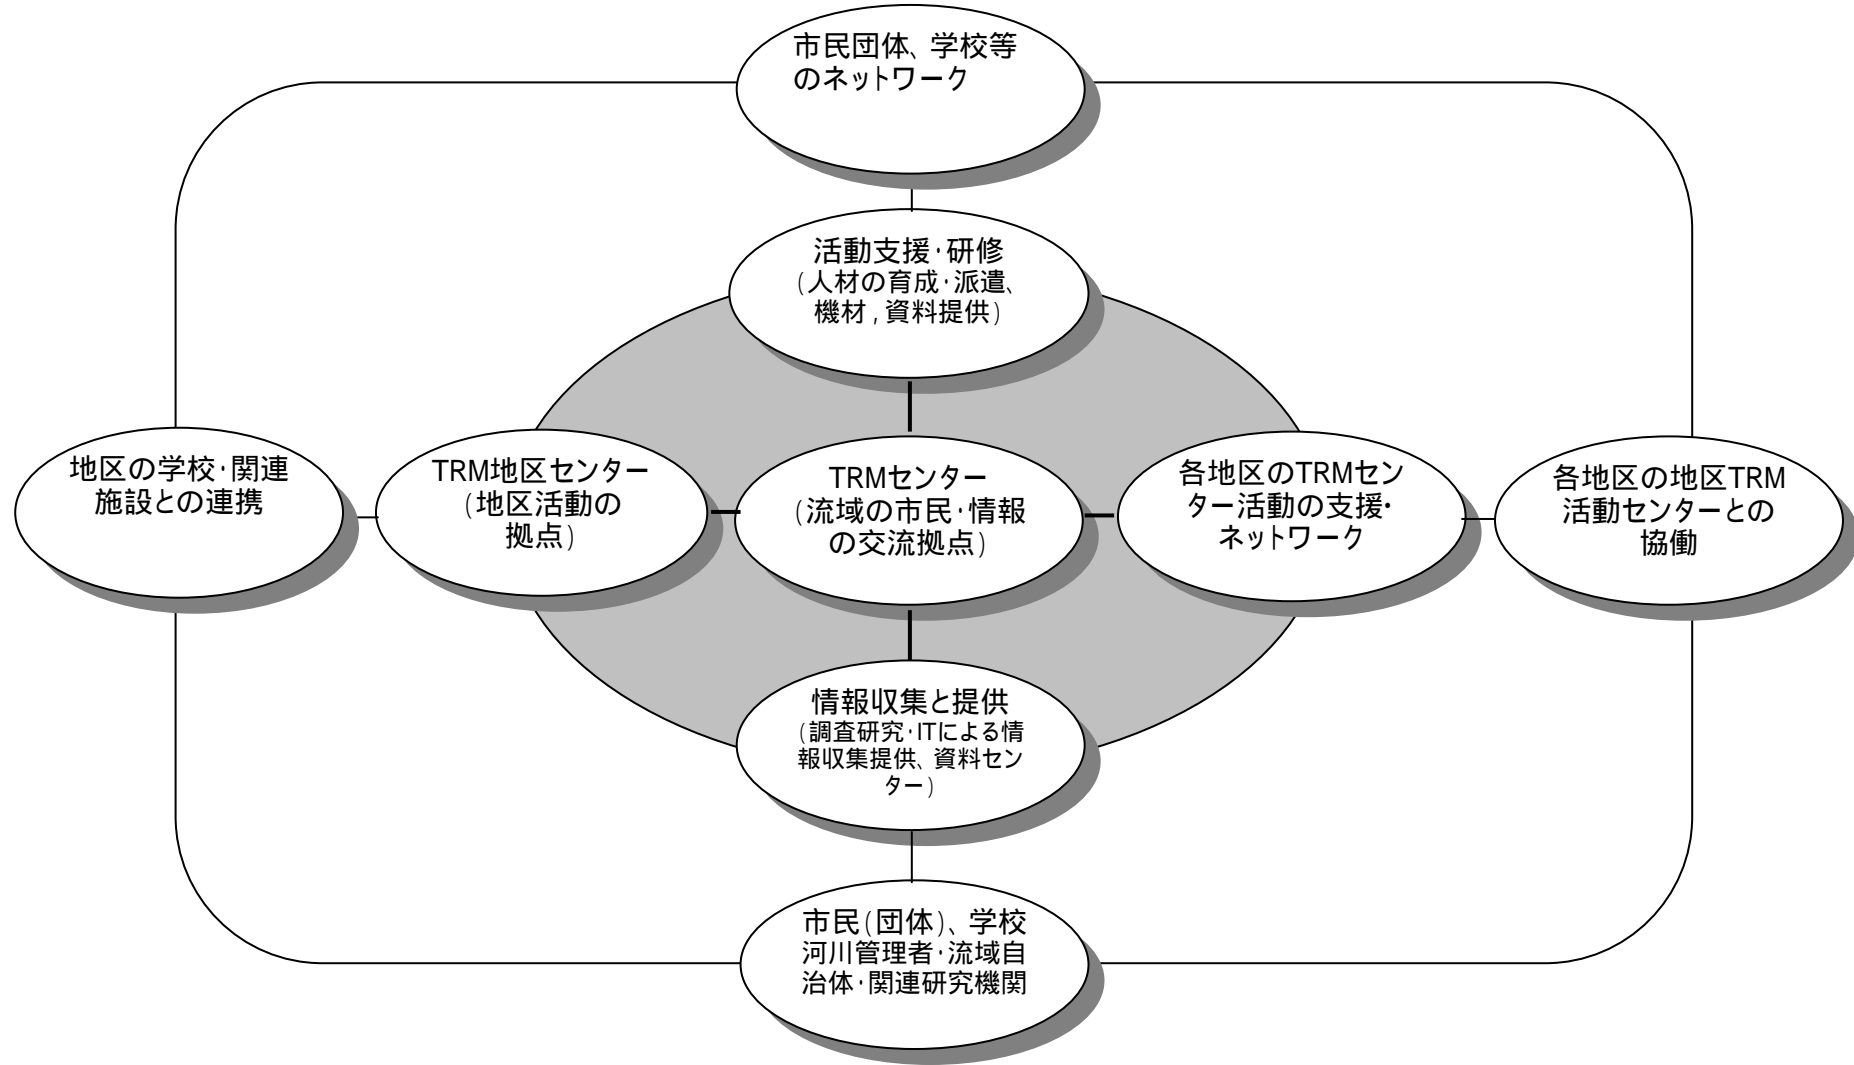 市民団体、学校等
のネットワーク
活動支援・研修
(人材の育成・派遣、
機材,資料提供)
地区の学校・関連
施設との連携
TRM地区センター
(地区活動の
拠点)
TRMセンター
(流域の市民・情報
の交流拠点)
各地区のTRMセン
ター活動の支援・
ネットワーク
各地区の地区TRM
活動センターとの
協働
情報収集と提供
(調査研究・ITによる情
報収集提供、資料セン
ター)
市民(団体)、学校
河川管理者・流域自
治体・関連研究機関